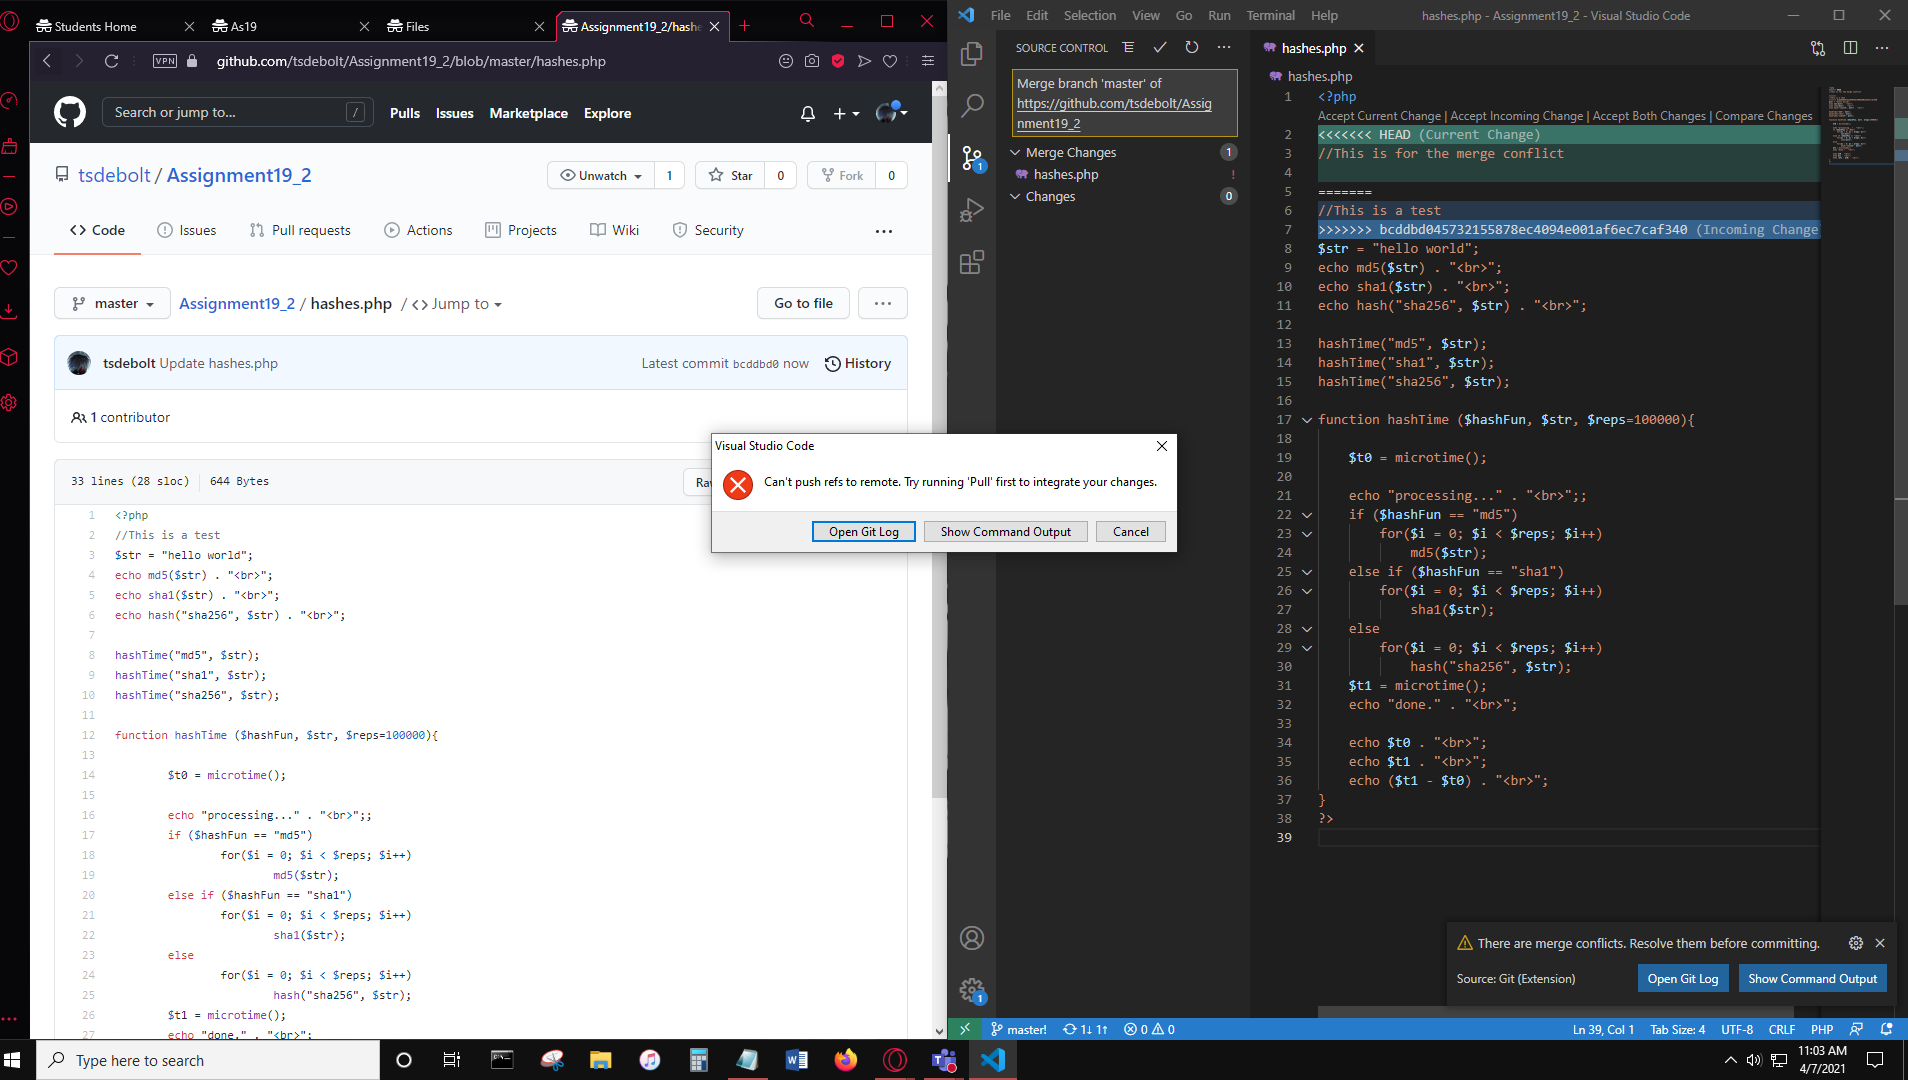 Students Home
As19
Files
Assignment19_2/hashe
VPN
github.com/tsdebolt/Assignment19_2/blob/master/hashes.php
Search or jump to...
/
Pulls
Issues
Marketplace
Explore
tsdebolt / Assignment19_2
Unwatch
1
Star
0
Fork
0
Code
Issues
Pull requests
Actions
Projects
Wiki
Security
master
Assignment19_2 / hashes.php / <> Jump to
Go to file
tsdebolt Update hashes.php
Latest commit bcddbd0 now
History
1 contributor
33 lines (28 sloc)
644 Bytes
1 <?php
2 //This is a test
3 $str = "hello world";
4 echo md5($str) . "<br>";
5 echo sha1($str) . "<br>";
6 echo hash("sha256", $str) . "<br>";
7
8 hashTime("md5", $str);
9 hashTime("sha1", $str);
10 hashTime("sha256", $str);
11
12 function hashTime ($hashFun, $str, $reps=100000){
13
14 $t0 = microtime();
15
16 echo "processing..." . "<br>";;
17 if ($hashFun == "md5")
18 for($i = 0; $i < $reps; $i++)
19 md5($str);
20 else if ($hashFun == "sha1")
21 for($i = 0; $i < $reps; $i++)
22 sha1($str);
23 else
24 for($i = 0; $i < $reps; $i++)
25 hash("sha256", $str);
26 $t1 = microtime();
27 echo "done." . "<br>";
Visual Studio Code
Can't push refs to remote. Try running 'Pull' first to integrate your changes.
Open Git Log
Show Command Output
Cancel
File
Edit
Selection
View
Go
Run
Terminal
Help
hashes.php - Assignment19_2 - Visual Studio Code
SOURCE CONTROL
Merge branch 'master' of
https://github.com/tsdebolt/Assig
nment19_2
Merge Changes
1
hashes.php
!
Changes
0
1
1
hashes.php
hashes.php
1 <?php
Accept Current Change | Accept Incoming Change | Accept Both Changes | Compare Changes
2 <<<<<<< HEAD (Current Change)
3 //This is for the merge conflict
4
5 =======
6 //This is a test
7 >>>>>>> bcddbd045732155878ec4094e001af6ec7caf340 (Incoming Change
8 $str = "hello world";
9 echo md5($str) . "<br>";
10 echo sha1($str) . "<br>";
11 echo hash("sha256", $str) . "<br>";
12
13 hashTime("md5", $str);
14 hashTime("sha1", $str);
15 hashTime("sha256", $str);
16
17 function hashTime ($hashFun, $str, $reps=100000){
18
19 $t0 = microtime();
20
21 echo "processing..." . "<br>";;
22 if ($hashFun == "md5")
23 for($i = 0; $i < $reps; $i++)
24 md5($str);
25 else if ($hashFun == "sha1")
26 for($i = 0; $i < $reps; $i++)
27 sha1($str);
28 else
29 for($i = 0; $i < $reps; $i++)
30 hash("sha256", $str);
31 $t1 = microtime();
32 echo "done." . "<br>";
33
34 echo $t0 . "<br>";
35 echo $t1 . "<br>";
36 echo ($t1 - $t0) . "<br>";
37 }
38 ?>
39
There are merge conflicts. Resolve them before committing.
Source: Git (Extension)
Open Git Log
Show Command Output
master!
1↓ 1↑
0
0
Ln 39, Col 1
Tab Size: 4
UTF-8
CRLF
PHP
Type here to search
11:03 AM
4/7/2021